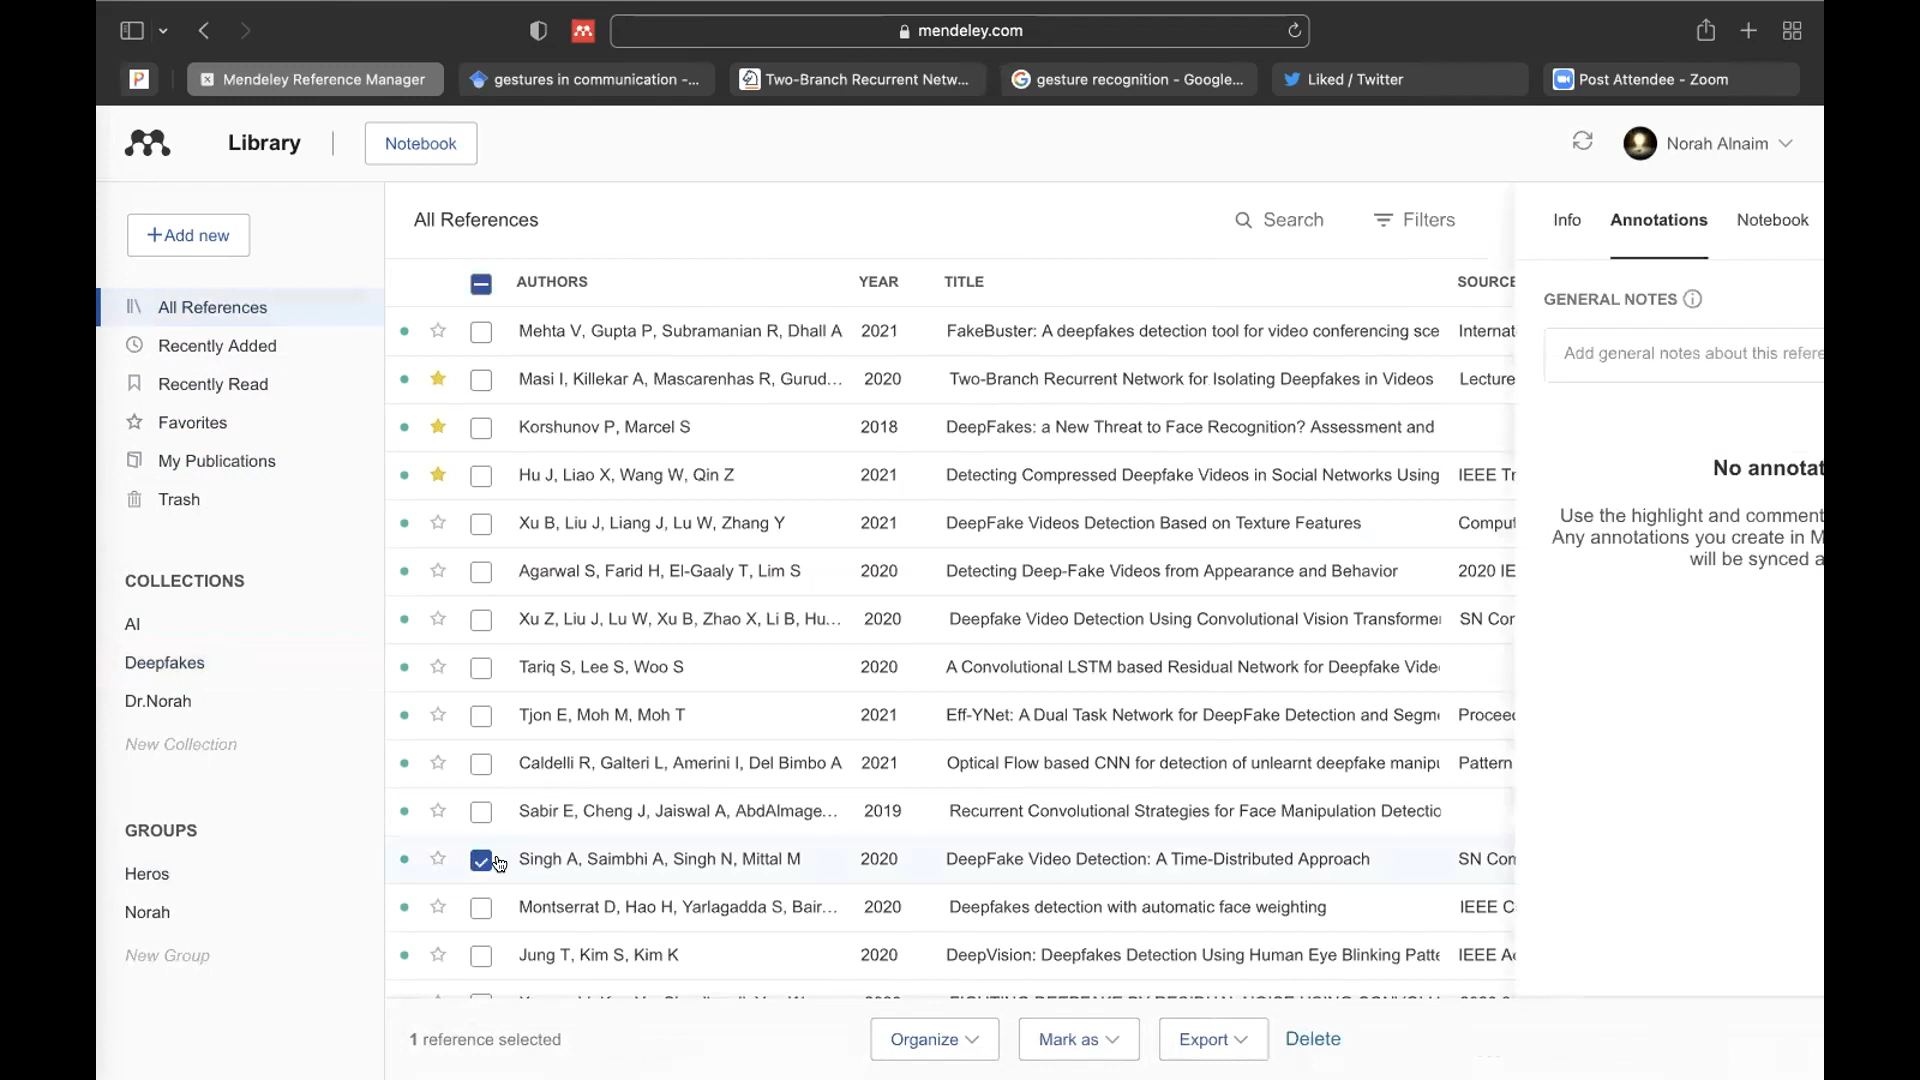 mendeley.com
Mendeley Reference Manager
gestures in communication -...
Two-Branch Recurrent Netw...
gesture recognition - Google...
Liked / Twitter
Post Attendee - Zoom
Library
Notebook
Norah Alnaim
+Add new
All References
Recently Added
Recently Read
Favorites
My Publications
Trash
COLLECTIONS
AI
Deepfakes
Dr.Norah
New Collection
GROUPS
Heros
Norah
New Group
All References
Search
Filters
AUTHORS YEAR TITLE SOURCE
Mehta V, Gupta P, Subramanian R, Dhall A 2021 FakeBuster: A deepfakes detection tool for video conferencing sce Internat
Masi I, Killekar A, Mascarenhas R, Gurud... 2020 Two-Branch Recurrent Network for Isolating Deepfakes in Videos Lecture
Korshunov P, Marcel S 2018 DeepFakes: a New Threat to Face Recognition? Assessment and
Hu J, Liao X, Wang W, Qin Z 2021 Detecting Compressed Deepfake Videos in Social Networks Using IEEE Tr
Xu B, Liu J, Liang J, Lu W, Zhang Y 2021 DeepFake Videos Detection Based on Texture Features Comput
Agarwal S, Farid H, El-Gaaly T, Lim S 2020 Detecting Deep-Fake Videos from Appearance and Behavior 2020 IE
Xu Z, Liu J, Lu W, Xu B, Zhao X, Li B, Hu... 2020 Deepfake Video Detection Using Convolutional Vision Transforme SN Cor
Tariq S, Lee S, Woo S 2020 A Convolutional LSTM based Residual Network for Deepfake Vide
Tjon E, Moh M, Moh T 2021 Eff-YNet: A Dual Task Network for DeepFake Detection and Segm Proceed
Caldelli R, Galteri L, Amerini I, Del Bimbo A 2021 Optical Flow based CNN for detection of unlearnt deepfake manipu Pattern
Sabir E, Cheng J, Jaiswal A, AbdAlmage... 2019 Recurrent Convolutional Strategies for Face Manipulation Detectio
Singh A, Saimbhi A, Singh N, Mittal M 2020 DeepFake Video Detection: A Time-Distributed Approach SN Com
Montserrat D, Hao H, Yarlagadda S, Bair... 2020 Deepfakes detection with automatic face weighting IEEE C
Jung T, Kim S, Kim K 2020 DeepVision: Deepfakes Detection Using Human Eye Blinking Patte IEEE A
1 reference selected
Organize
Mark as
Export
Delete
Info
Annotations
Notebook
GENERAL NOTES
Add general notes about this refere
No annotat
Use the highlight and comment
Any annotations you create in M
will be synced a